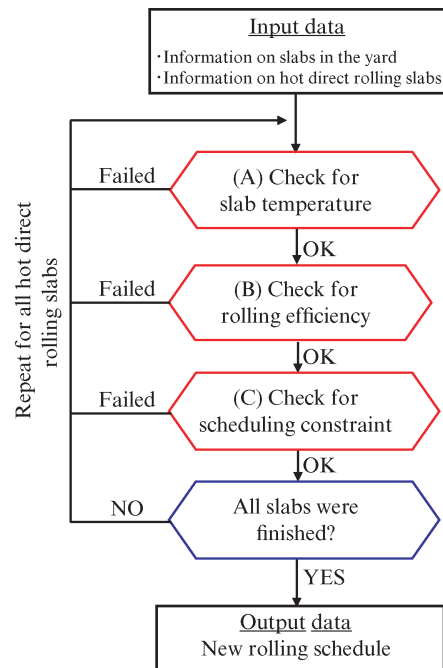 Input data
·Information on slabs in the yard
·Information on hot direct rolling slabs
Failed
(A) Check for
slab temperature
OK
Failed
(B) Check for
rolling efficiency
OK
Failed
(C) Check for
scheduling constraint
OK
NO
All slabs were
finished?
YES
Output data
New rolling schedule
Repeat for all hot direct
rolling slabs